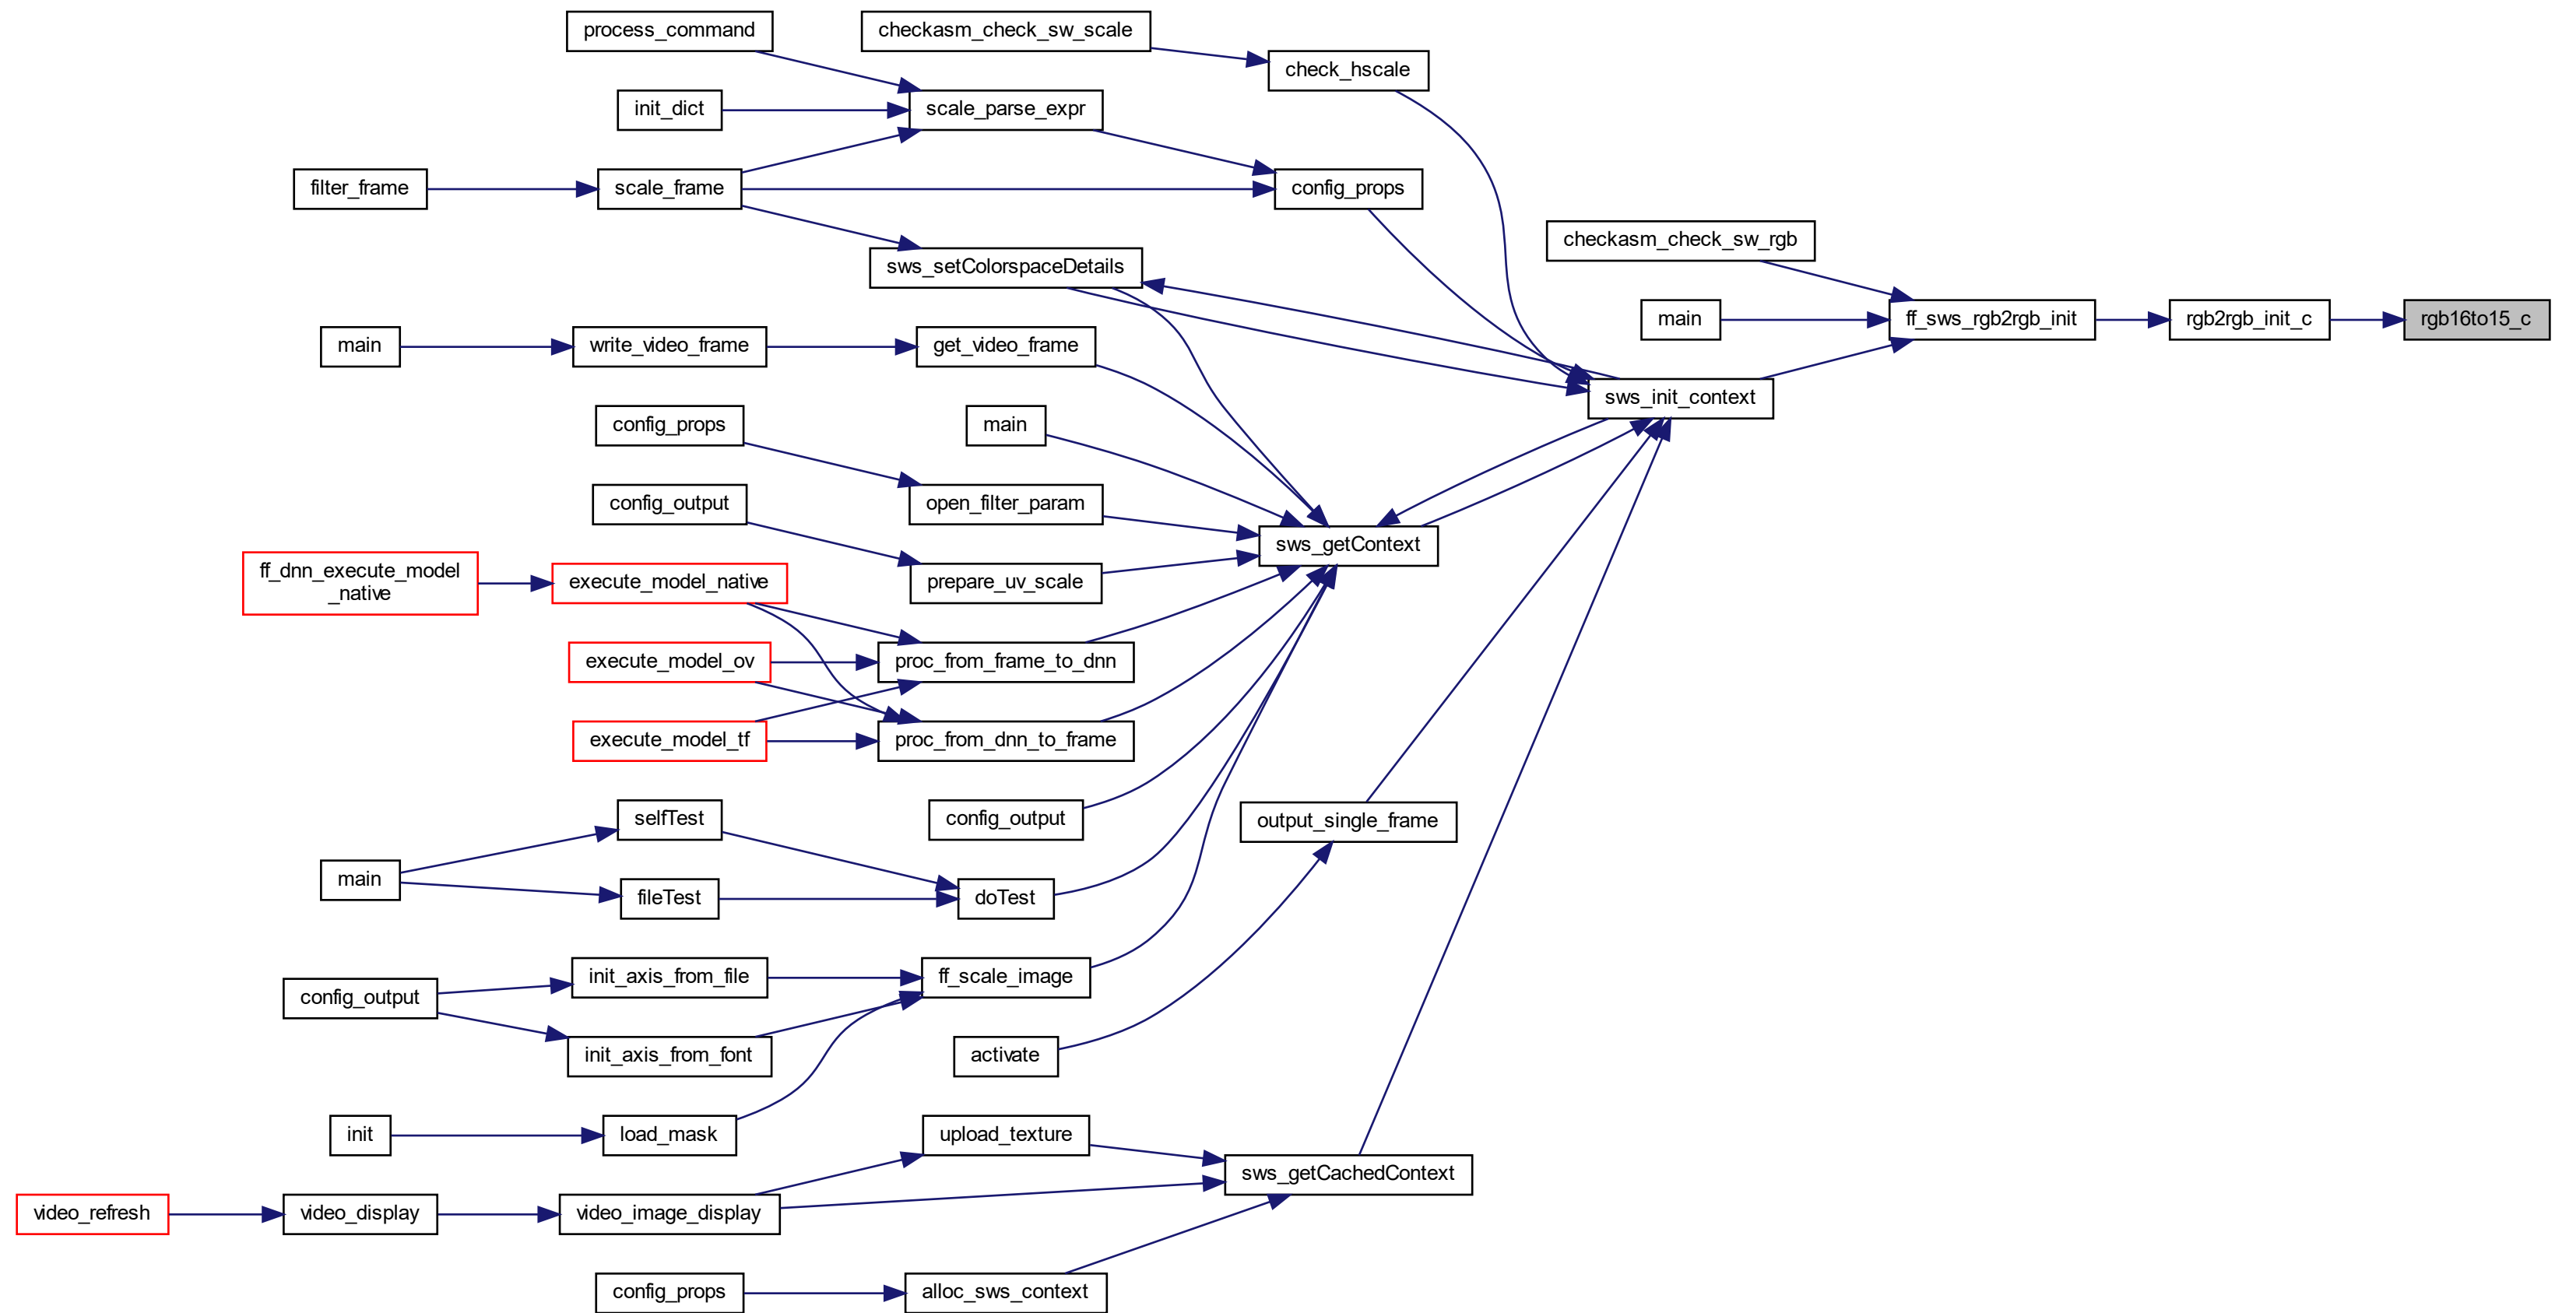 process_command
checkasm_check_sw_scale
check_hscale
init_dict
scale_parse_expr
filter_frame
scale_frame
config_props
checkasm_check_sw_rgb
sws_setColorspaceDetails
main
write_video_frame
get_video_frame
main
ff_sws_rgb2rgb_init
rgb2rgb_init_c
rgb16to15_c
sws_init_context
config_props
main
config_output
open_filter_param
sws_getContext
ff_dnn_execute_model
_native
execute_model_native
prepare_uv_scale
execute_model_ov
proc_from_frame_to_dnn
execute_model_tf
proc_from_dnn_to_frame
selfTest
config_output
output_single_frame
main
fileTest
doTest
config_output
init_axis_from_file
ff_scale_image
init_axis_from_font
activate
init
load_mask
upload_texture
sws_getCachedContext
video_refresh
video_display
video_image_display
config_props
alloc_sws_context